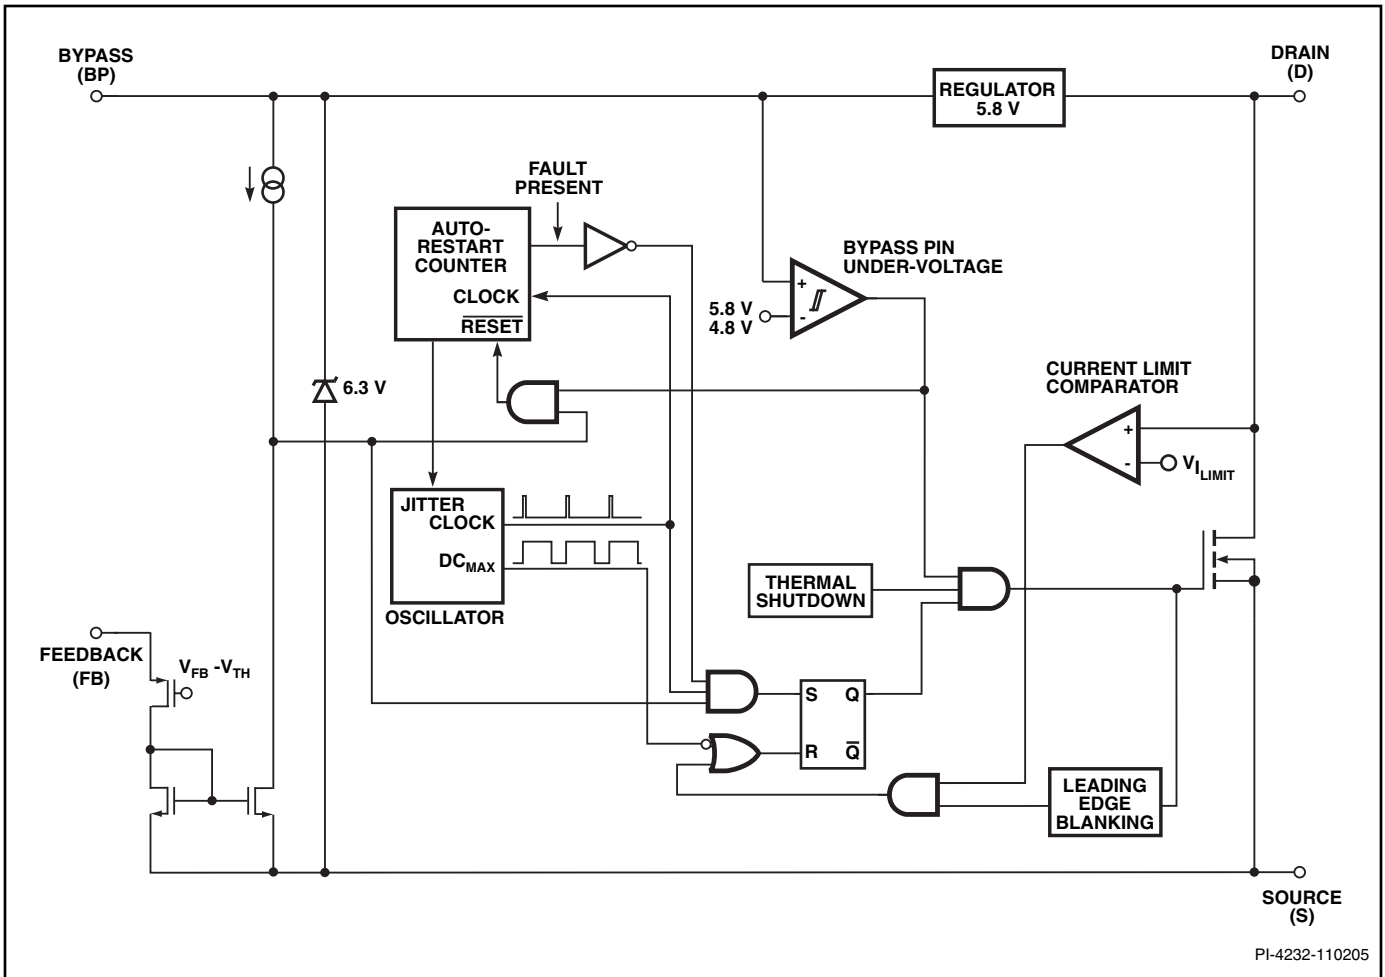 BYPASS
(BP)
DRAIN
(D)
REGULATOR
5.8 V
FAULT
PRESENT
AUTO-
RESTART
COUNTER
CLOCK
RESET
BYPASS PIN
UNDER-VOLTAGE
+
-
5.8 V
4.8 V
6.3 V
CURRENT LIMIT
COMPARATOR
+
-
VILIMIT
JITTER
CLOCK
DCMAX
OSCILLATOR
THERMAL
SHUTDOWN
FEEDBACK
(FB)
VFB -VTH
S Q
R Q̅
LEADING
EDGE
BLANKING
SOURCE
(S)
PI-4232-110205